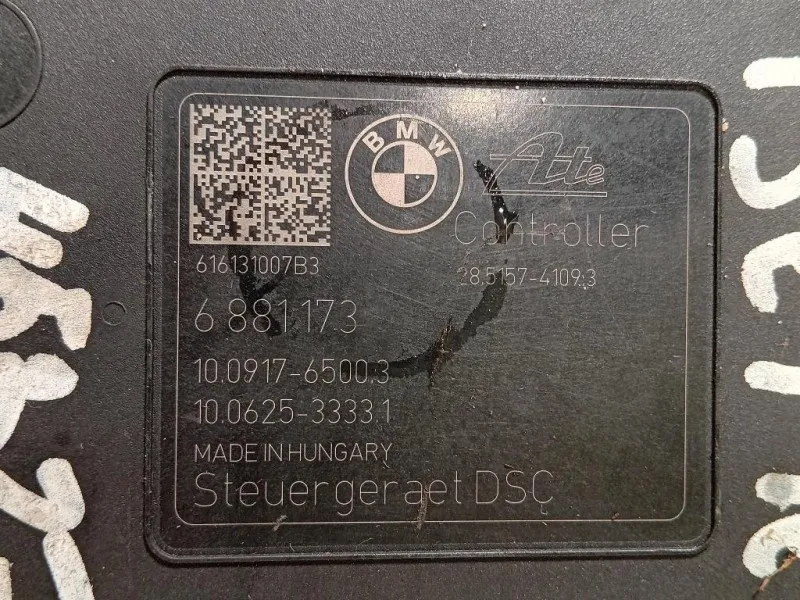 BMW
Ate
Controller
616131007B3
28.5157-4109.3
6 881 173
10.0917-6500.3
10.0625-3333.1
MADE IN HUNGARY
Steuergeraet DSC